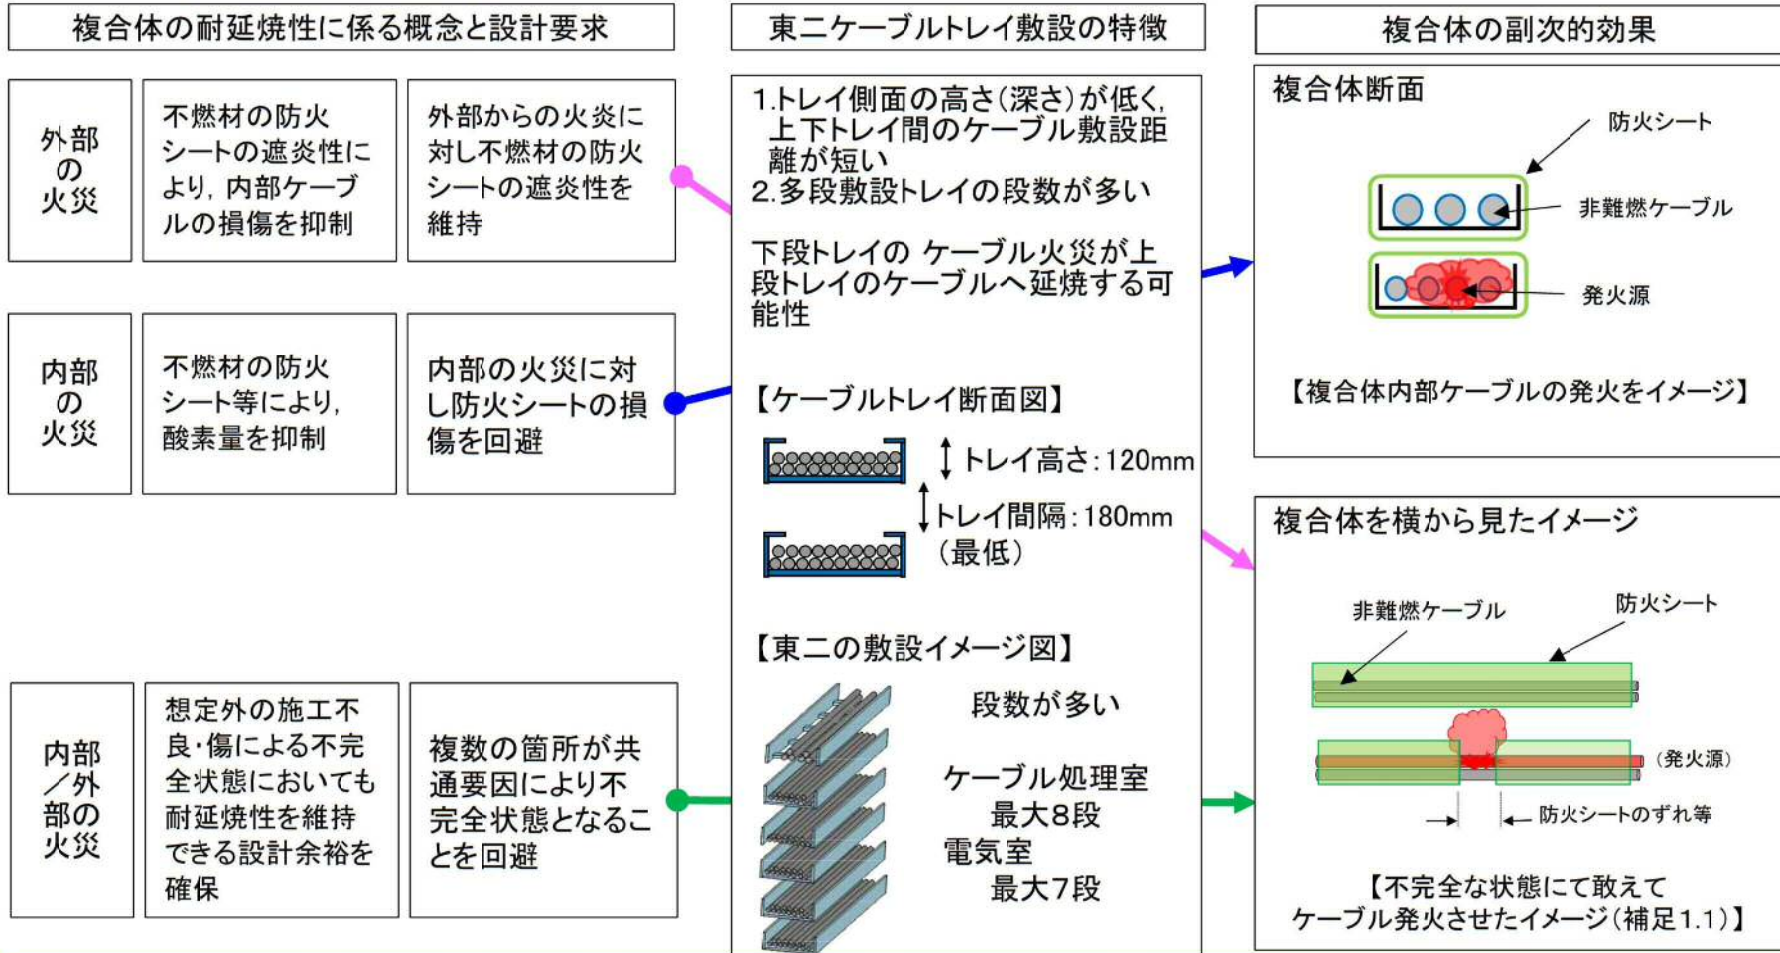 複合体の耐延焼性に係る概念と設計要求
外部
の
火災
不燃材の防火
シートの遮炎性に
より，内部ケーブ
ルの損傷を抑制
外部からの火炎に
対し不燃材の防火
シートの遮炎性を
維持
内部
の
火災
不燃材の防火
シート等により，
酸素量を抑制
内部の火災に対
し防火シートの損
傷を回避
内部
／外
部の
火災
想定外の施工不
良・傷による不完
全状態においても
耐延焼性を維持
できる設計余裕を
確保
複数の箇所が共
通要因により不
完全状態となるこ
とを回避
東二ケーブルトレイ敷設の特徴
１.トレイ側面の高さ（深さ）が低く，
上下トレイ間のケーブル敷設距
離が短い
２.多段敷設トレイの段数が多い
下段トレイの ケーブル火災が上
段トレイのケーブルへ延焼する可
能性
【ケーブルトレイ断面図】
トレイ高さ：120mm
トレイ間隔：180mm
（最低）
【東二の敷設イメージ図】
段数が多い
ケーブル処理室
最大８段
電気室
最大７段
複合体の副次的効果
複合体断面
防火シート
非難燃ケーブル
発火源
【複合体内部ケーブルの発火をイメージ】
複合体を横から見たイメージ
非難燃ケーブル
防火シート
（発火源）
防火シートのずれ等
【不完全な状態にて敢えて
ケーブル発火させたイメージ（補足1.1）】